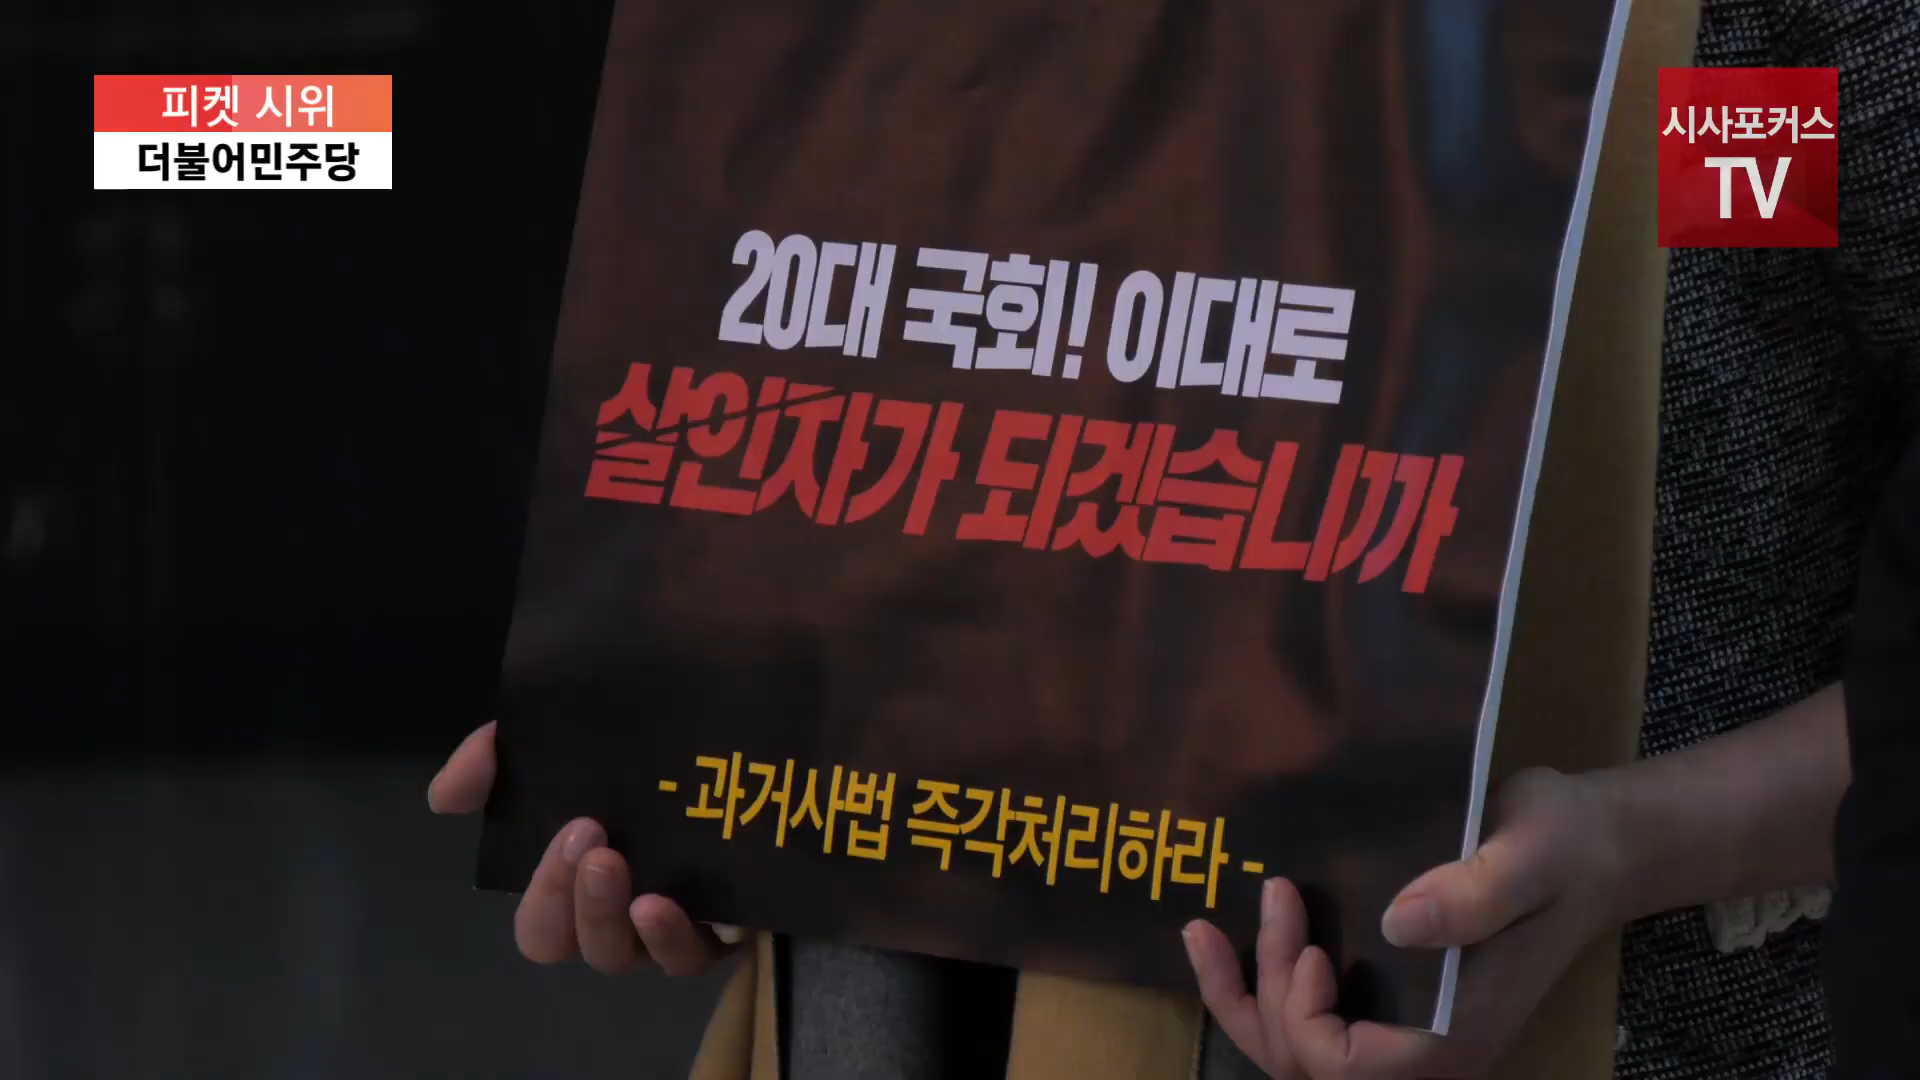 피켓 시위
더불어민주당
시사포커스
TV
20대 국회! 이대로
살인자가 되겠습니까
- 과거사법 즉각처리하라 -